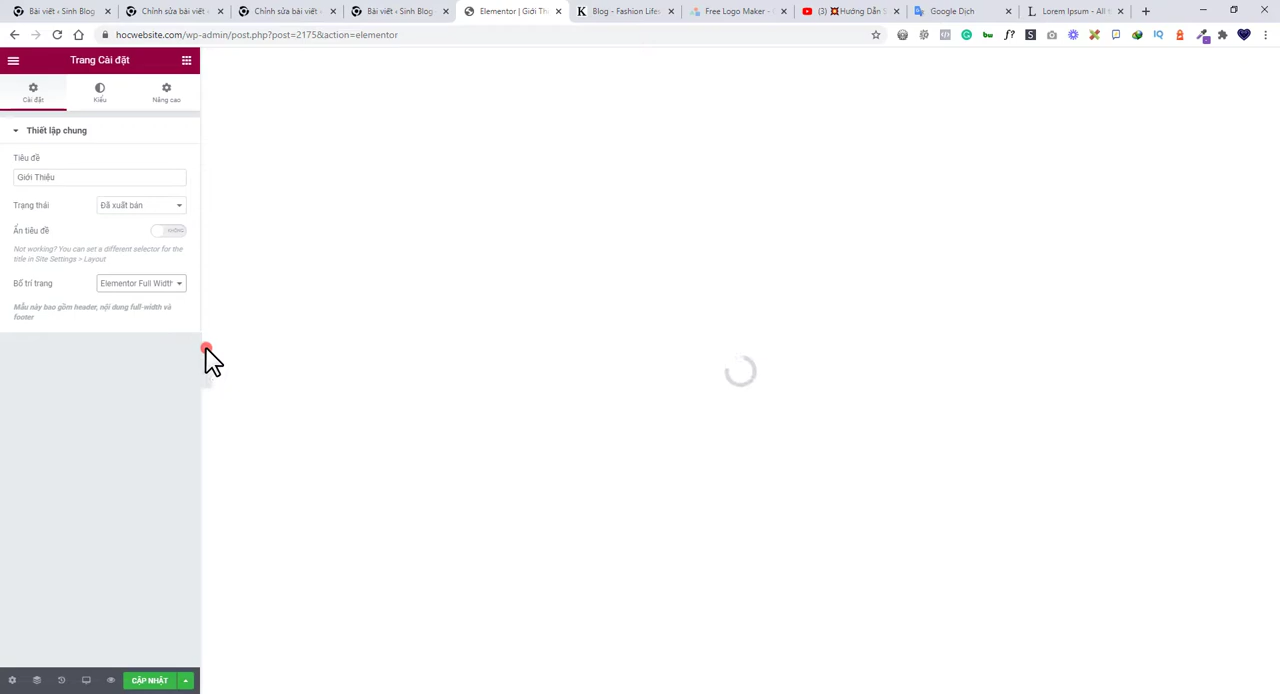 Bài viết ‹ Sinh Blog
Chỉnh sửa bài viết ‹
Chỉnh sửa bài viết ‹
Bài viết ‹ Sinh Blog
Elementor | Giới Th
Blog - Fashion Lifes
Free Logo Maker -
(3) 💥Hướng Dẫn S
Google Dịch
Lorem Ipsum - All t
hocwebsite.com/wp-admin/post.php?post=2175&action=elementor
Trang Cài đặt
Cài đặt
Kiểu
Nâng cao
Thiết lập chung
Tiêu đề
Giới Thiệu
Trạng thái
Đã xuất bản
Ẩn tiêu đề
KHÔNG
Not working? You can set a different selector for the
title in Site Settings > Layout
Bố trí trang
Elementor Full Width
Mẫu này bao gồm header, nội dung full-width và
footer
CẬP NHẬT